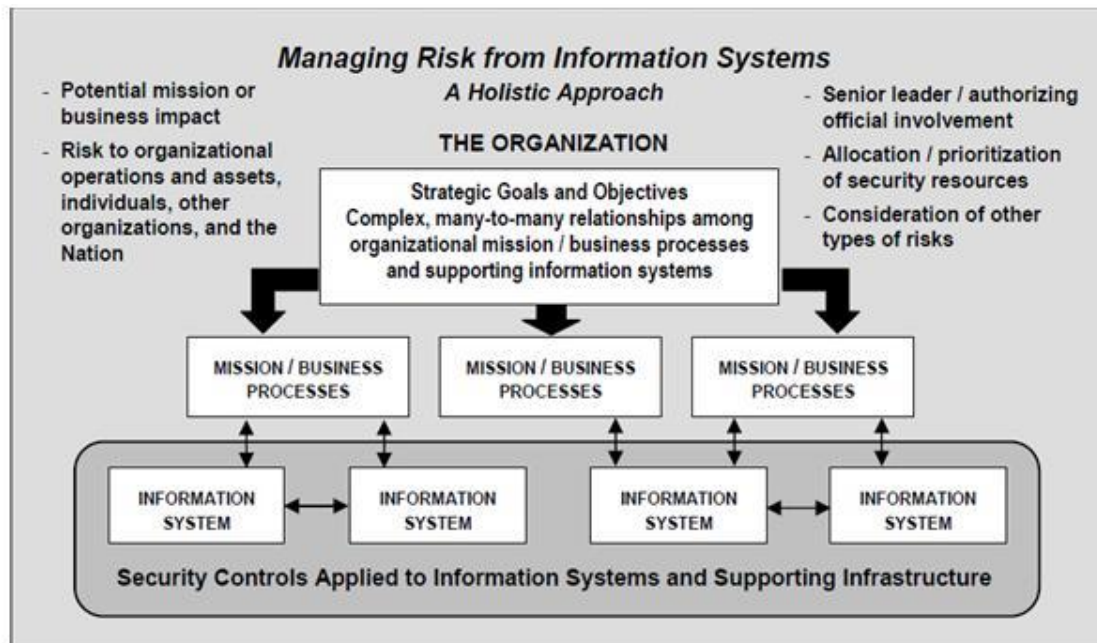 Managing Risk from Information Systems
A Holistic Approach
- Potential mission or
business impact
- Risk to organizational
operations and assets,
individuals, other
organizations, and the
Nation
- Senior leader / authorizing
official involvement
- Allocation / prioritization
of security resources
- Consideration of other
types of risks
THE ORGANIZATION
Strategic Goals and Objectives
Complex, many-to-many relationships among
organizational mission / business processes
and supporting information systems
MISSION / BUSINESS
PROCESSES
MISSION / BUSINESS
PROCESSES
MISSION / BUSINESS
PROCESSES
INFORMATION
SYSTEM
INFORMATION
SYSTEM
INFORMATION
SYSTEM
INFORMATION
SYSTEM
Security Controls Applied to Information Systems and Supporting Infrastructure